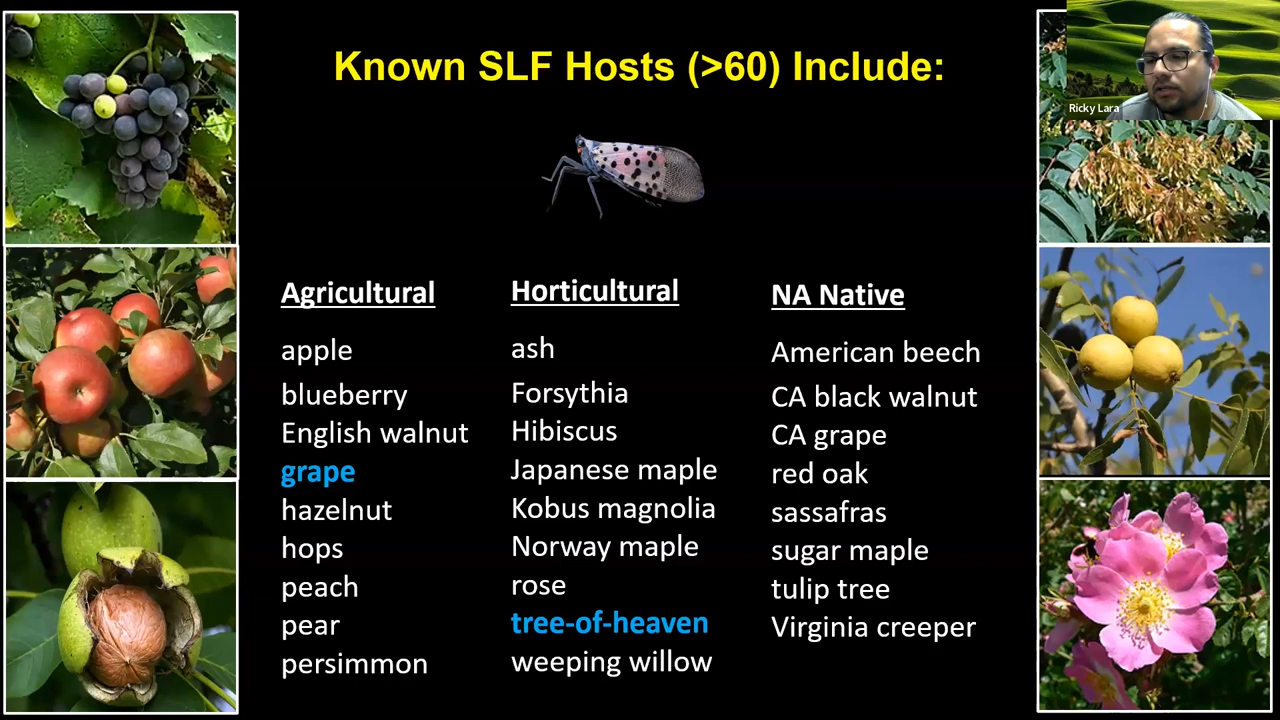 Known SLF Hosts (>60) Include:
Ricky Lara
Agricultural
apple
blueberry
English walnut
grape
hazelnut
hops
peach
pear
persimmon
Horticultural
ash
Forsythia
Hibiscus
Japanese maple
Kobus magnolia
Norway maple
rose
tree-of-heaven
weeping willow
NA Native
American beech
CA black walnut
CA grape
red oak
sassafras
sugar maple
tulip tree
Virginia creeper